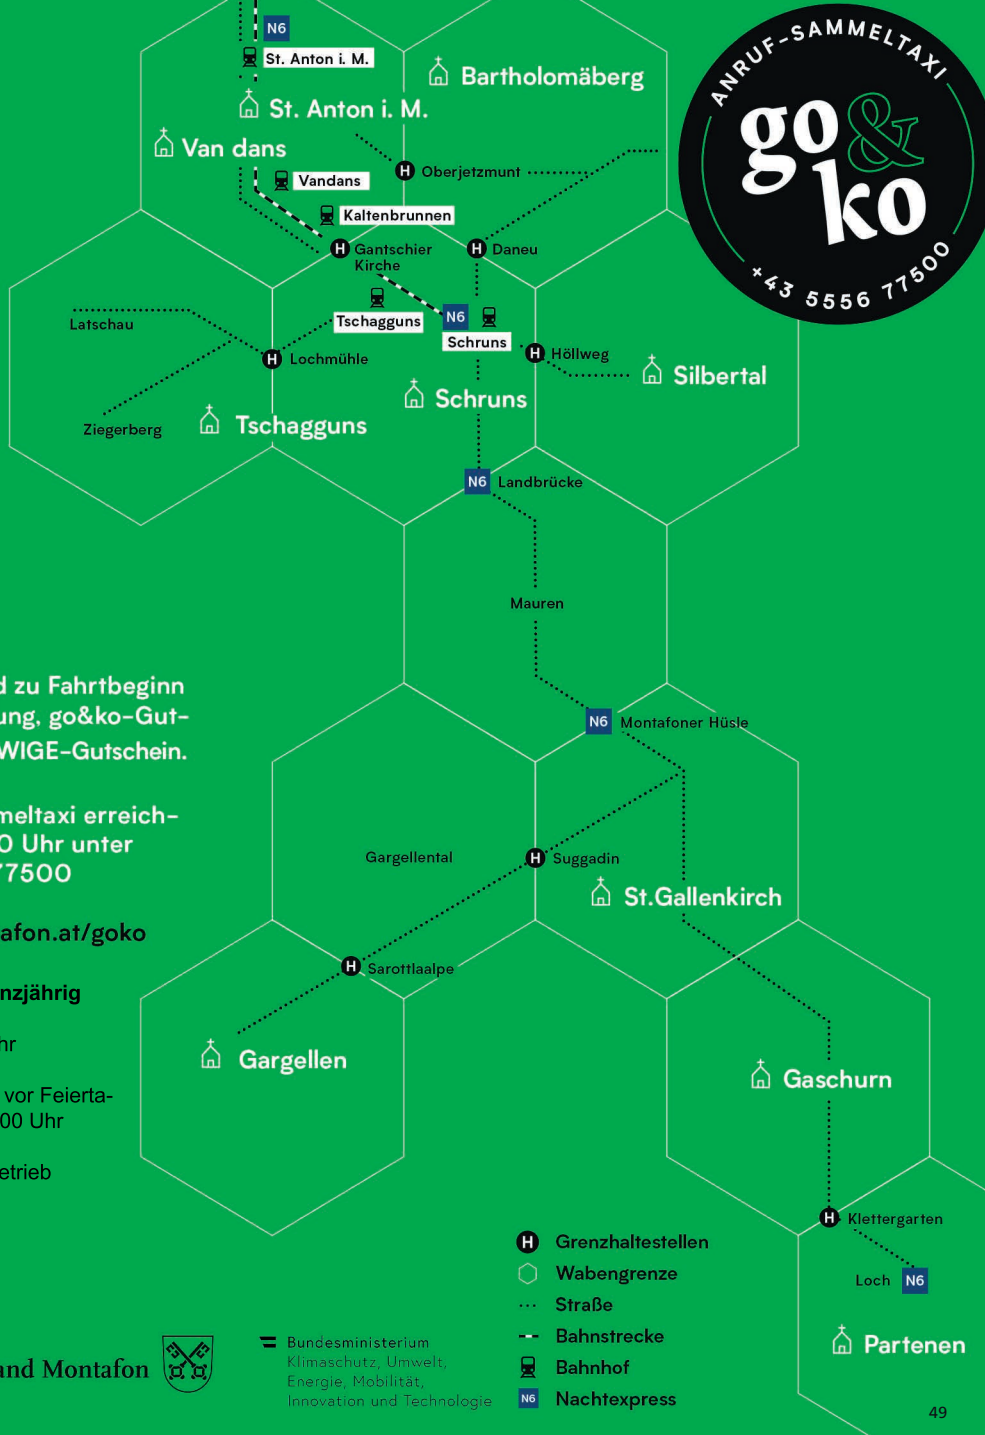 N6
St. Anton i. M.
Bartholomäberg
St. Anton i. M.
Van dans
Oberjetzmunt
H
Vandans
Kaltenbrunnen
H
Gantschier
Kirche
H
Daneu
ANRUF-SAMMELTAXI
go&
ko
+43 5556 77500
Latschau
Tschagguns
N6
Schruns
H
Lochmühle
H
Höllweg
Silbertal
Schruns
Ziegerberg
Tschagguns
N6
Landbrücke
Mauren
d zu Fahrtbeginn
ung, go&ko-Gut-
WIGE-Gutschein.
N6
Montafoner Hüsle
meltaxi erreich-
0 Uhr unter
77500
Gargellental
H
Suggadin
St.Gallenkirch
afon.at/goko
H
Sarottlaalpe
nzjährig
hr
Gargellen
Gaschurn
vor Feierta-
00 Uhr
etrieb
H
Klettergarten
Loch
N6
Partenen
H Grenzhaltestellen
Wabengrenze
Straße
Bahnstrecke
Bahnhof
N6 Nachtexpress
and Montafon
Bundesministerium
Klimaschutz, Umwelt,
Energie, Mobilität,
Innovation und Technologie
49